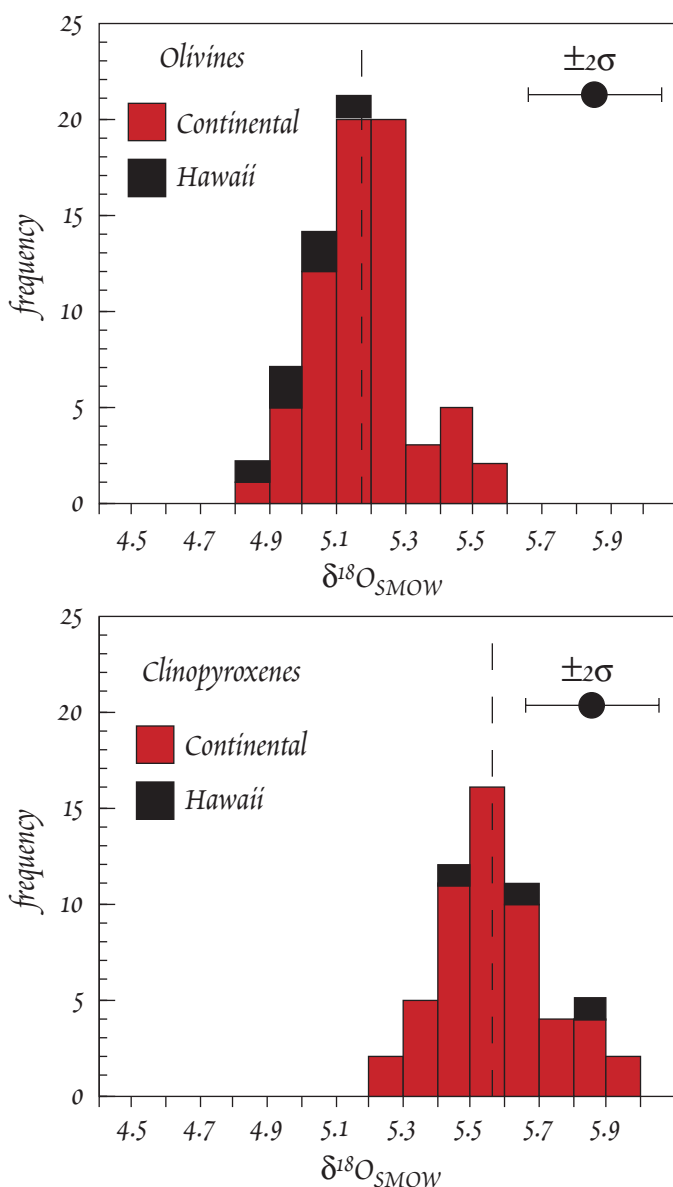 25
20
15
10
5
0
frequency
Olivines
Continental
Hawaii
±2σ
4.5 4.7 4.9 5.1 5.3 5.5 5.7 5.9
δ¹⁸O_SMOW
25
20
15
10
5
0
frequency
Clinopyroxenes
Continental
Hawaii
±2σ
4.5 4.7 4.9 5.1 5.3 5.5 5.7 5.9
δ¹⁸O_SMOW